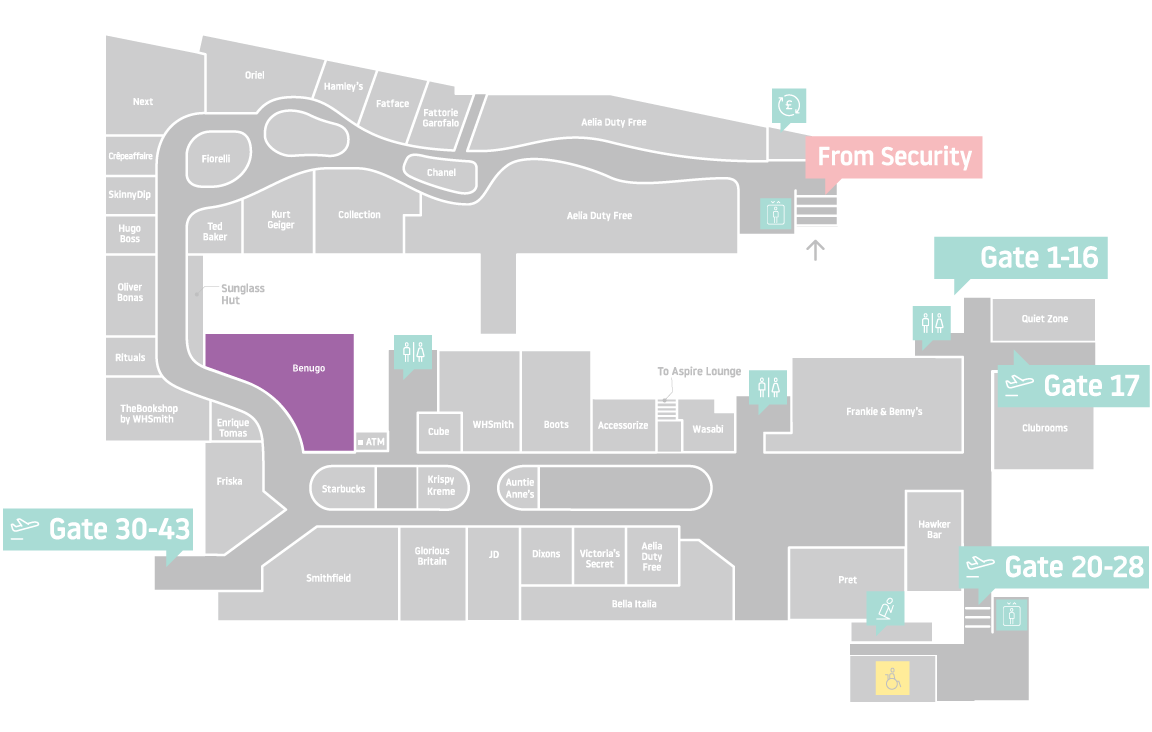 Next
Oriel
Hamley's
Fatface
Fattorie
Garofalo
Aelia Duty Free
£
From Security
Crêpeaffaire
Fiorelli
Chanel
SkinnyDip
Hugo
Boss
Ted
Baker
Kurt
Geiger
Collection
Aelia Duty Free
Gate 1-16
Oliver
Bonas
Sunglass
Hut
Quiet Zone
Rituals
Benugo
To Aspire Lounge
Gate 17
TheBookshop
by WHSmith
Enrique
Tomas
ATM
Cube
WHSmith
Boots
Accessorize
Wasabi
Frankie & Benny's
Clubrooms
Friska
Starbucks
Krispy
Kreme
Auntie
Anne's
Gate 30-43
Hawker
Bar
Smithfield
Glorious
Britain
JD
Dixons
Victoria's
Secret
Aelia
Duty
Free
Gate 20-28
Pret
Bella Italia